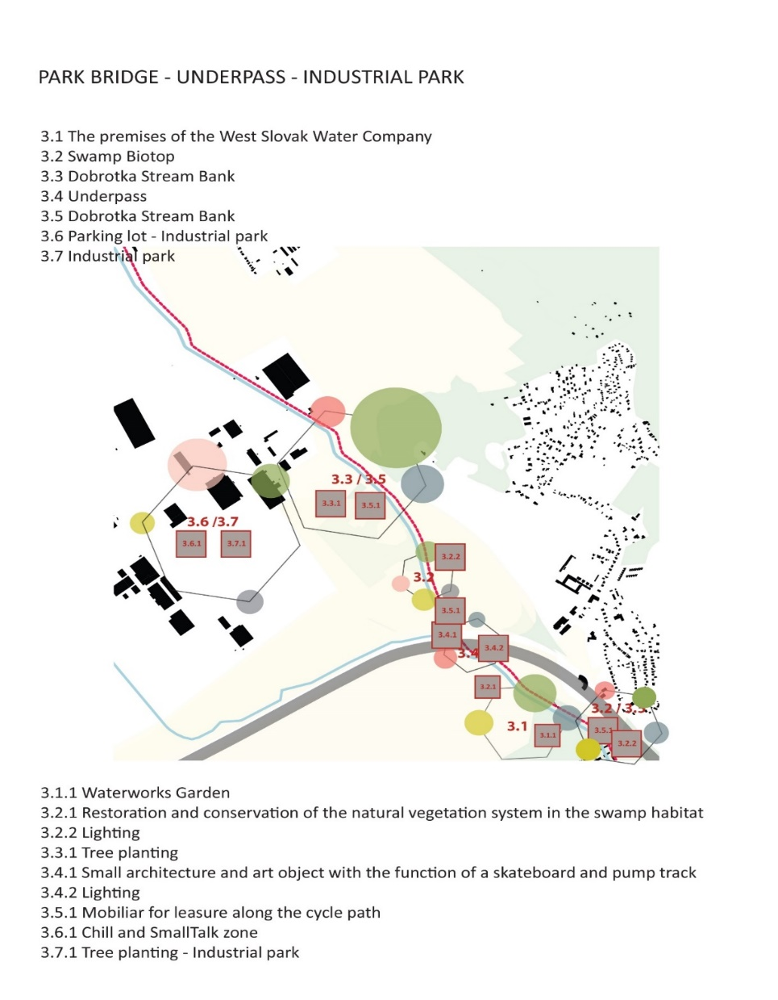 PARK BRIDGE - UNDERPASS - INDUSTRIAL PARK
3.1 The premises of the West Slovak Water Company
3.2 Swamp Biotop
3.3 Dobrotka Stream Bank
3.4 Underpass
3.5 Dobrotka Stream Bank
3.6 Parking lot - Industrial park
3.7 Industrial park
3.3 / 3.5
3.3.1
3.5.1
3.6 /3.7
3.6.1
3.7.1
3.2.2
3.2
3.5.1
3.4.1
3.4
3.4.2
3.2.1
3.1
3.1.1
3.2 / 3.3
3.5.1
3.2.2
3.1.1 Waterworks Garden
3.2.1 Restoration and conservation of the natural vegetation system in the swamp habitat
3.2.2 Lighting
3.3.1 Tree planting
3.4.1 Small architecture and art object with the function of a skateboard and pump track
3.4.2 Lighting
3.5.1 Mobiliar for leasure along the cycle path
3.6.1 Chill and SmallTalk zone
3.7.1 Tree planting - Industrial park